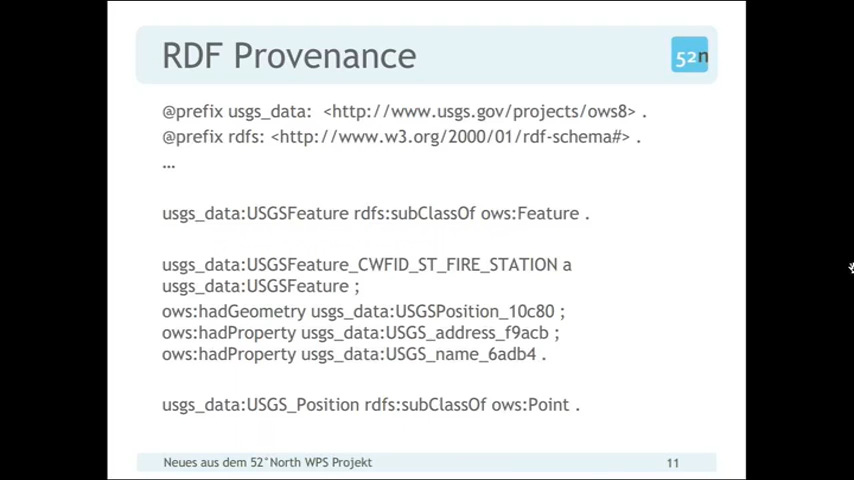 RDF Provenance
52n
@prefix usgs_data: <http://www.usgs.gov/projects/ows8> .
@prefix rdfs: <http://www.w3.org/2000/01/rdf-schema#> .
…
usgs_data:USGSFeature rdfs:subClassOf ows:Feature .
usgs_data:USGSFeature_CWFID_ST_FIRE_STATION a
usgs_data:USGSFeature ;
ows:hadGeometry usgs_data:USGSPosition_10c80 ;
ows:hadProperty usgs_data:USGS_address_f9acb ;
ows:hadProperty usgs_data:USGS_name_6adb4 .
usgs_data:USGS_Position rdfs:subClassOf ows:Point .
Neues aus dem 52°North WPS Projekt
11